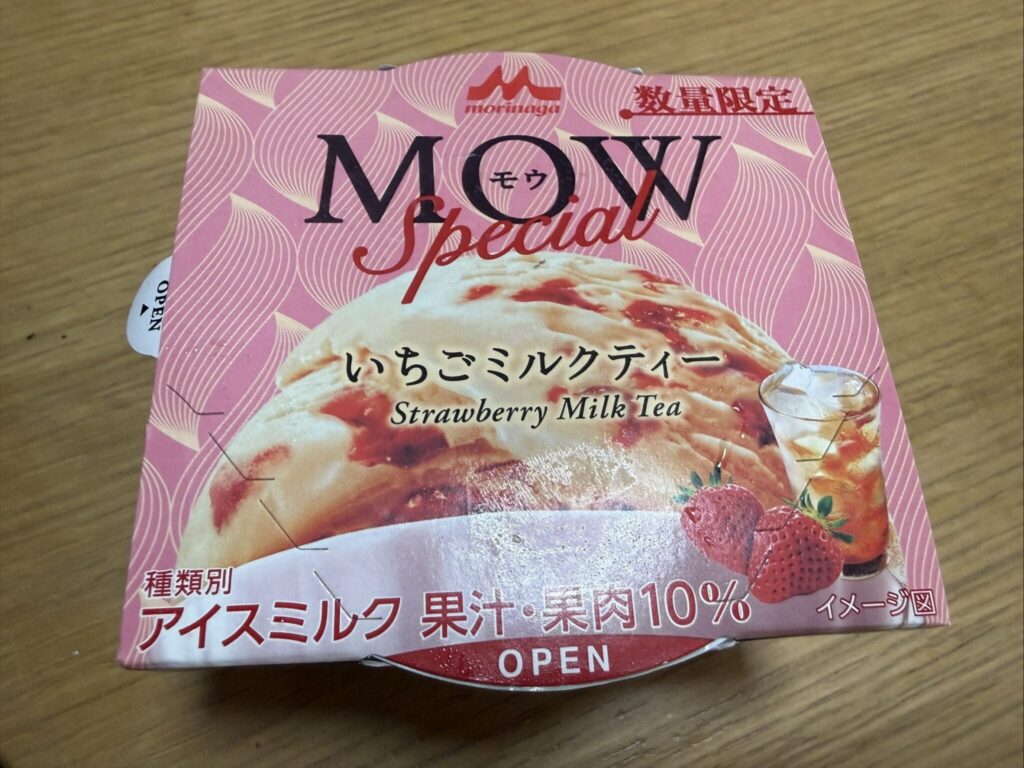 morinaga
数量限定
MOW
モウ
Special
OPEN
いちごミルクティー
Strawberry Milk Tea
種類別
アイスミルク 果汁・果肉10%
イメージ図
OPEN